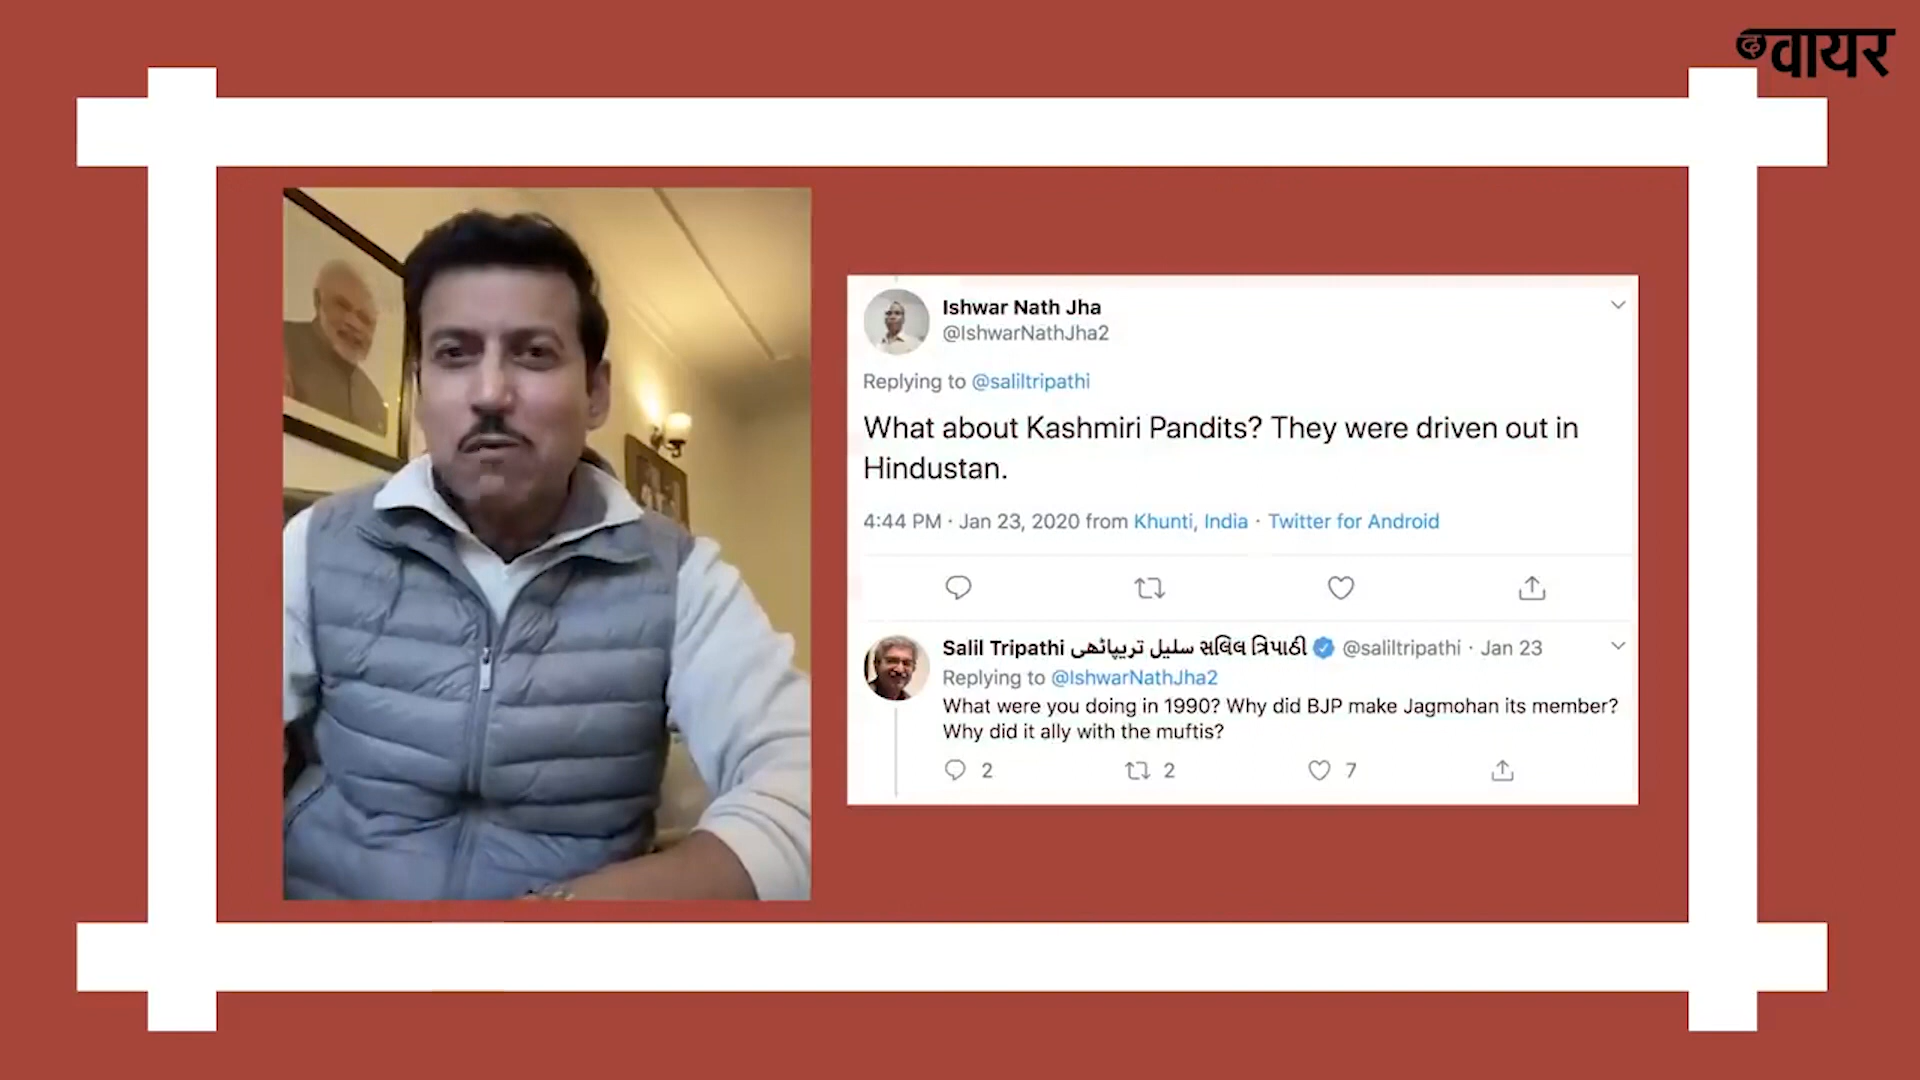 द वायर
Ishwar Nath Jha
@IshwarNathJha2
Replying to @saliltripathi
What about Kashmiri Pandits? They were driven out in
Hindustan.
4:44 PM · Jan 23, 2020 from Khunti, India · Twitter for Android
Salil Tripathi سلیل تریپاٹھی સલિલ ત્રિપાઠી @saliltripathi · Jan 23
Replying to @IshwarNathJha2
What were you doing in 1990? Why did BJP make Jagmohan its member?
Why did it ally with the muftis?
2 2 7